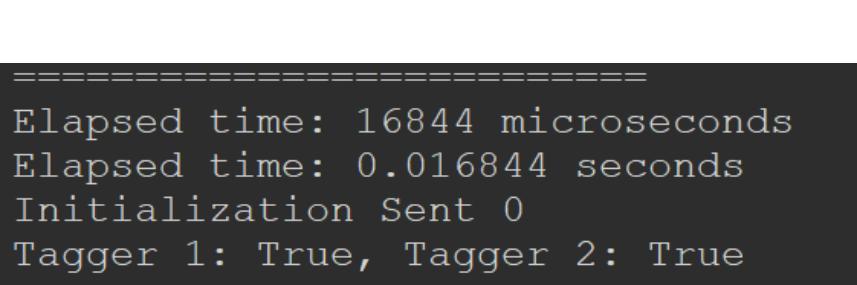 ==========================
Elapsed time: 16844 microseconds
Elapsed time: 0.016844 seconds
Initialization Sent 0
Tagger 1: True, Tagger 2: True